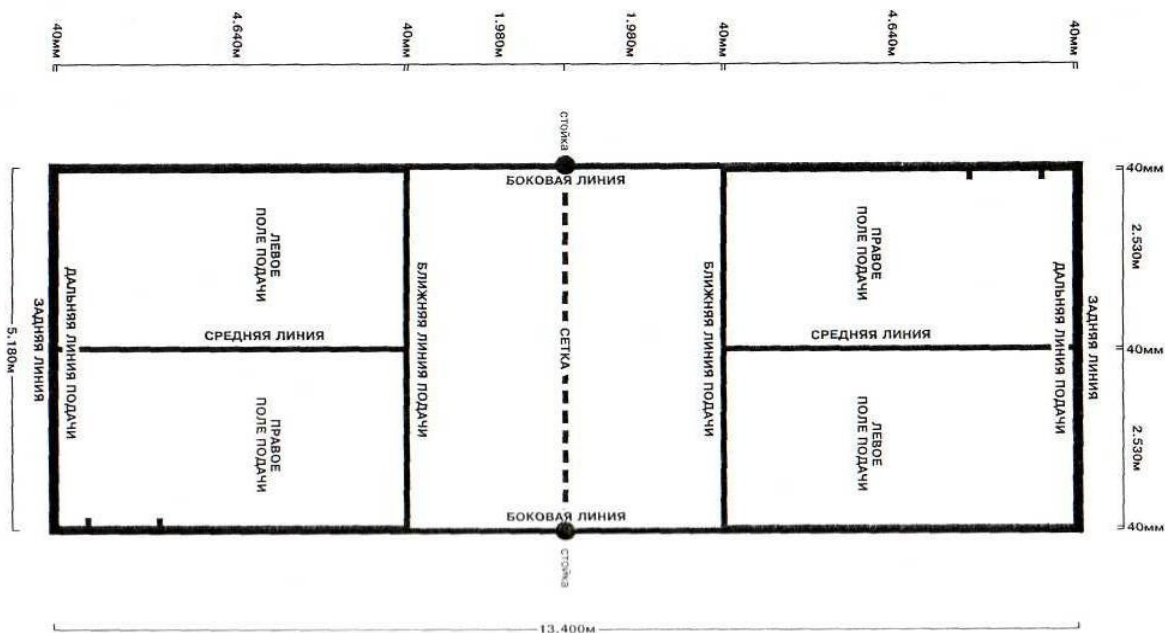 40мм
4.640м
40мм
1.980м
1.980м
40мм
4.640м
40мм
стойка
БОКОВАЯ ЛИНИЯ
40мм
ЛЕВОЕ
ПОЛЕ ПОДАЧИ
ПРАВОЕ
ПОЛЕ ПОДАЧИ
2.530м
ЗАДНЯЯ ЛИНИЯ
ДАЛЬНЯЯ ЛИНИЯ ПОДАЧИ
БЛИЖНЯЯ ЛИНИЯ ПОДАЧИ
СЕТКА
БЛИЖНЯЯ ЛИНИЯ ПОДАЧИ
ДАЛЬНЯЯ ЛИНИЯ ПОДАЧИ
ЗАДНЯЯ ЛИНИЯ
5.180м
СРЕДНЯЯ ЛИНИЯ
СРЕДНЯЯ ЛИНИЯ
40мм
ПРАВОЕ
ПОЛЕ ПОДАЧИ
ЛЕВОЕ
ПОЛЕ ПОДАЧИ
2.530м
БОКОВАЯ ЛИНИЯ
40мм
стойка
13.400м